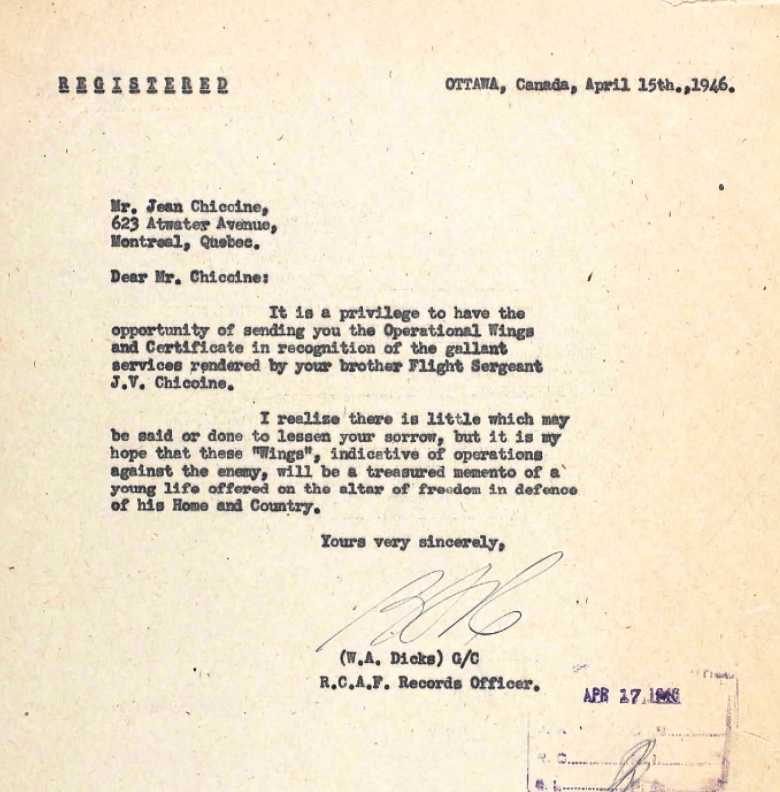 REGISTERED OTTAWA, Canada, April 15th.,1946.
Mr. Jean Chicoine,
623 Atwater Avenue,
Montreal, Quebec.
Dear Mr. Chicoine:
It is a privilege to have the
opportunity of sending you the Operational Wings
and Certificate in recognition of the gallant
services rendered by your brother Flight Sergeant
J.V. Chicoine.
I realize there is little which may
be said or done to lessen your sorrow, but it is my
hope that these "Wings", indicative of operations
against the enemy, will be a treasured memento of a
young life offered on the altar of freedom in defence
of his Home and Country.
Yours very sincerely,
(W.A. Dicks) G/C
R.C.A.F. Records Officer.
APR 17 1946